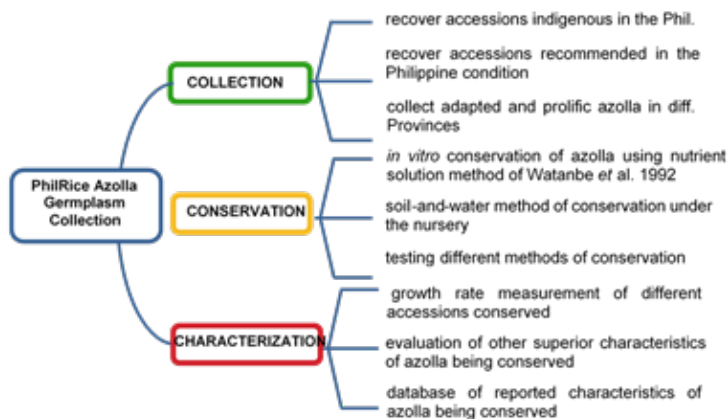 PhilRice Azolla
Germplasm
Collection
COLLECTION
recover accessions indigenous in the Phil.
recover accessions recommended in the
Philippine condition
collect adapted and prolific azolla in diff.
Provinces
CONSERVATION
in vitro conservation of azolla using nutrient
solution method of Watanbe et al. 1992
soil-and-water method of conservation under
the nursery
testing different methods of conservation
CHARACTERIZATION
growth rate measurement of different
accessions conserved
evaluation of other superior characteristics
of azolla being conserved
database of reported characteristics of
azolla being conserved